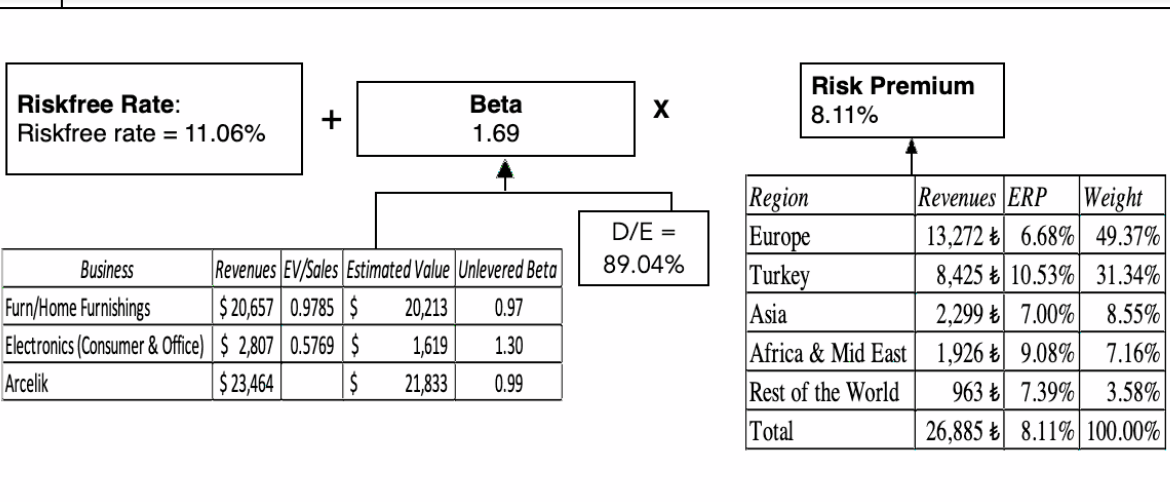 Riskfree Rate:
Riskfree rate = 11.06%
+
Beta
1.69
X
Risk Premium
8.11%
D/E =
89.04%
Business Revenues EV/Sales Estimated Value Unlevered Beta
Furn/Home Furnishings $ 20,657 0.9785 $ 20,213 0.97
Electronics (Consumer & Office) $ 2,807 0.5769 $ 1,619 1.30
Arcelik $ 23,464 $ 21,833 0.99
Region Revenues ERP Weight
Europe 13,272 ₺ 6.68% 49.37%
Turkey 8,425 ₺ 10.53% 31.34%
Asia 2,299 ₺ 7.00% 8.55%
Africa & Mid East 1,926 ₺ 9.08% 7.16%
Rest of the World 963 ₺ 7.39% 3.58%
Total 26,885 ₺ 8.11% 100.00%